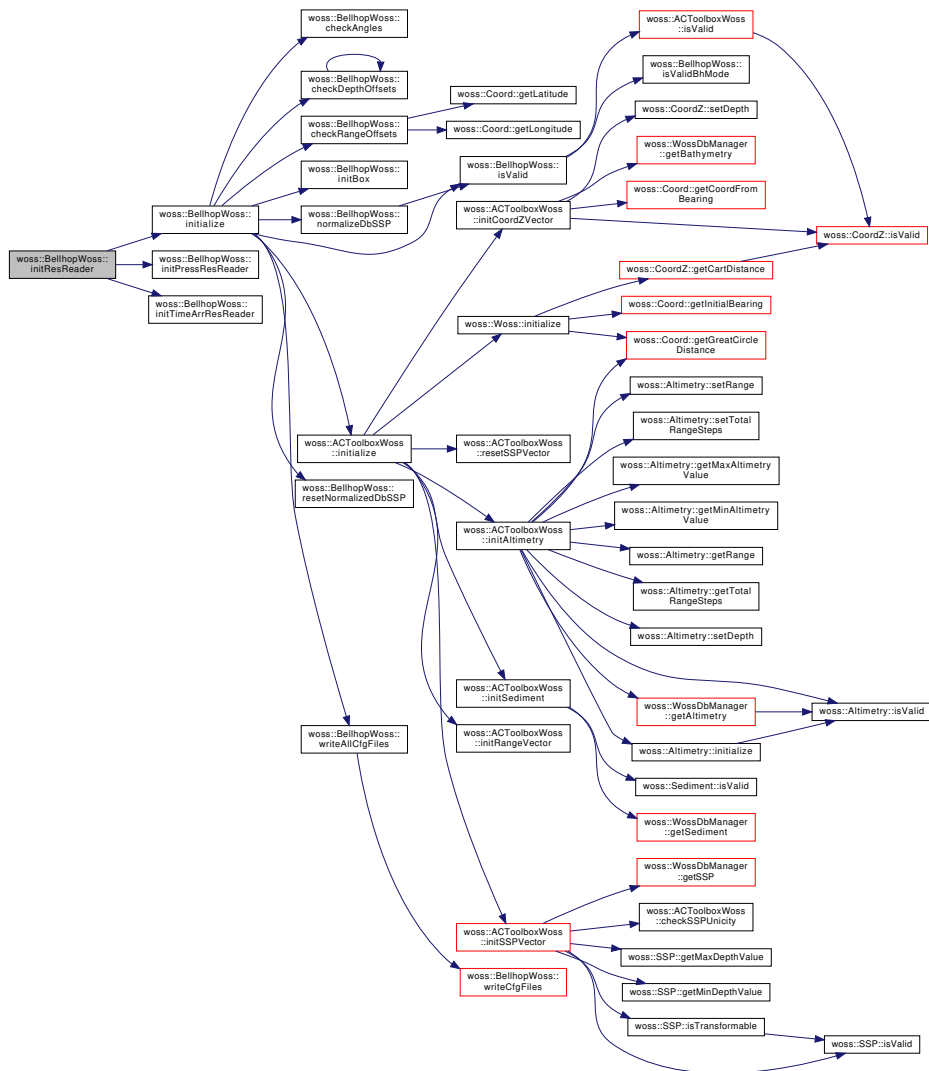 woss::BellhopWoss::
initResReader
woss::BellhopWoss::
initialize
woss::BellhopWoss::
initPressResReader
woss::BellhopWoss::
initTimeArrResReader
woss::BellhopWoss::
checkAngles
woss::BellhopWoss::
checkDepthOffsets
woss::BellhopWoss::
checkRangeOffsets
woss::BellhopWoss::
initBox
woss::BellhopWoss::
normalizeDbSSP
woss::ACToolboxWoss
::initialize
woss::BellhopWoss::
resetNormalizedDbSSP
woss::BellhopWoss::
writeAllCfgFiles
woss::Coord::getLatitude
woss::Coord::getLongitude
woss::BellhopWoss::
isValid
woss::ACToolboxWoss
::initCoordZVector
woss::Woss::initialize
woss::ACToolboxWoss
::resetSSPVector
woss::ACToolboxWoss
::initAltimetry
woss::ACToolboxWoss
::initSediment
woss::ACToolboxWoss
::initRangeVector
woss::ACToolboxWoss
::initSSPVector
woss::BellhopWoss::
writeCfgFiles
woss::ACToolboxWoss
::isValid
woss::BellhopWoss::
isValidBhMode
woss::CoordZ::setDepth
woss::WossDbManager
::getBathymetry
woss::Coord::getCoordFrom
Bearing
woss::CoordZ::getCartDistance
woss::Coord::getInitialBearing
woss::Coord::getGreatCircle
Distance
woss::Altimetry::setRange
woss::Altimetry::setTotal
RangeSteps
woss::Altimetry::getMaxAltimetry
Value
woss::Altimetry::getMinAltimetry
Value
woss::Altimetry::getRange
woss::Altimetry::getTotal
RangeSteps
woss::Altimetry::setDepth
woss::WossDbManager
::getAltimetry
woss::Altimetry::initialize
woss::Sediment::isValid
woss::WossDbManager
::getSediment
woss::WossDbManager
::getSSP
woss::ACToolboxWoss
::checkSSPUnicity
woss::SSP::getMaxDepthValue
woss::SSP::getMinDepthValue
woss::SSP::isTransformable
woss::CoordZ::isValid
woss::Altimetry::isValid
woss::SSP::isValid